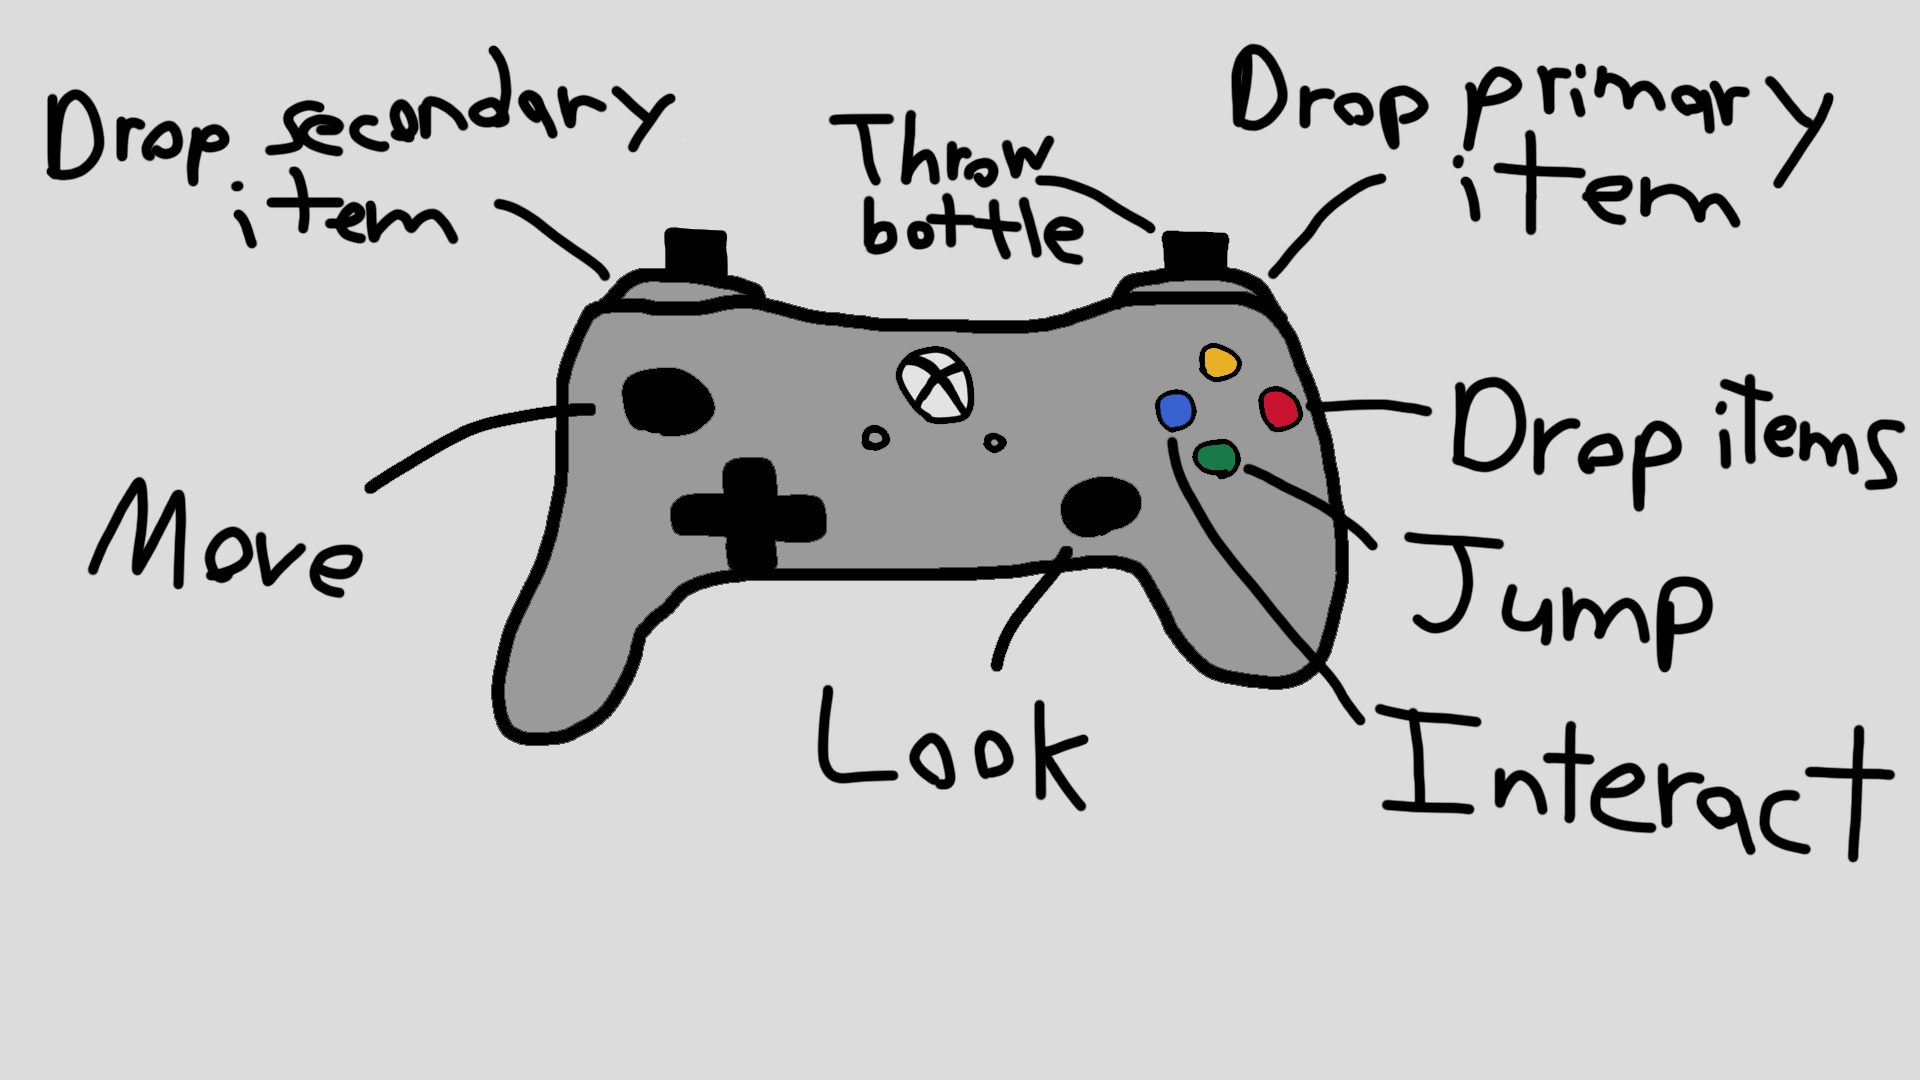 Drop secondary
item
Throw
bottle
Drop primary
item
Move
Look
Drop items
Jump
Interact